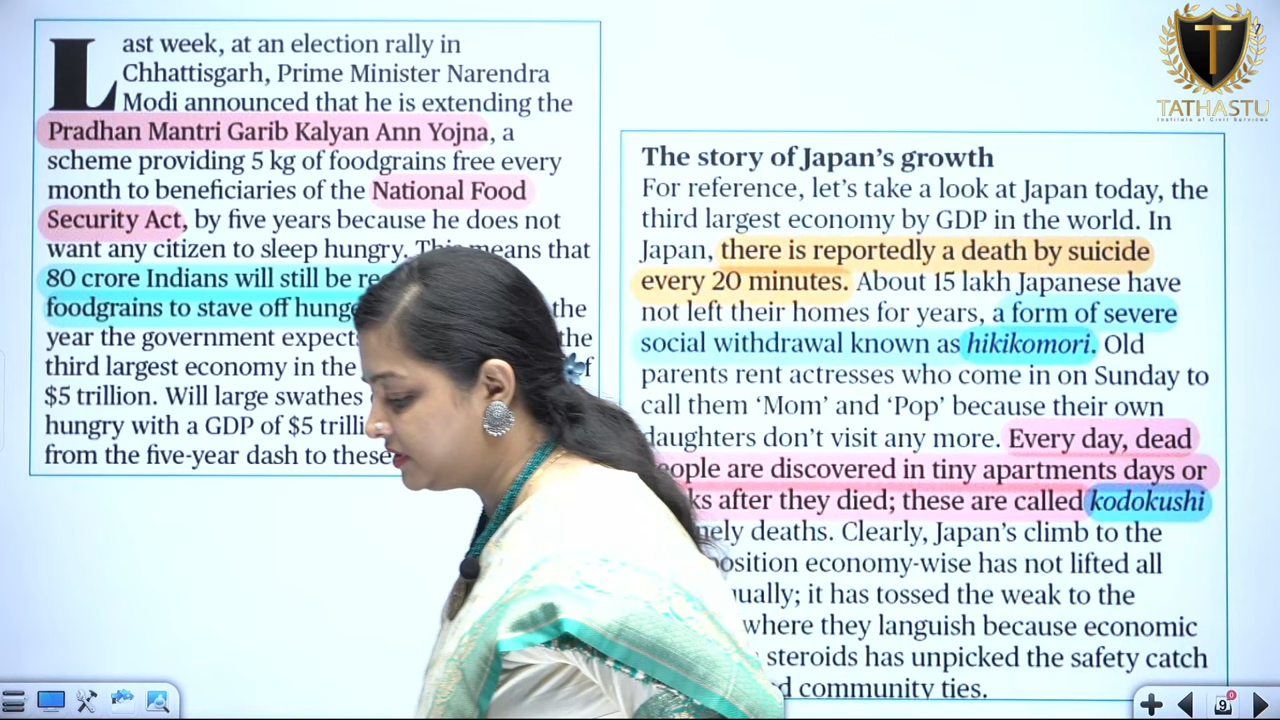 Last week, at an election rally in
Chhattisgarh, Prime Minister Narendra
Modi announced that he is extending the
Pradhan Mantri Garib Kalyan Ann Yojna, a
scheme providing 5 kg of foodgrains free every
month to beneficiaries of the National Food
Security Act, by five years because he does not
want any citizen to sleep hungry. This means that
80 crore Indians will still be
foodgrains to stave off the
year the government the
third largest economy in the
$5 trillion. Will large swathes
hungry with a GDP of $5
from the five-year dash to these
The story of Japan's growth
For reference, let's take a look at Japan today, the
third largest economy by GDP in the world. In
Japan, there is reportedly a death by suicide
every 20 minutes. About 15 lakh Japanese have
not left their homes for years, a form of severe
social withdrawal known as hikikomori. Old
parents rent actresses who come in on Sunday to
call them 'Mom' and 'Pop' because their own
daughters don't visit any more. Every day, dead
people are discovered in tiny apartments days or
after they died; these are called kodokushi
deaths. Clearly, Japan's climb to the
economy-wise has not lifted all
it has tossed the weak to the
where they languish because economic
steroids has unpicked the safety catch
community ties.
T
TATHASTU
Institute of Civil Services
7
9
0